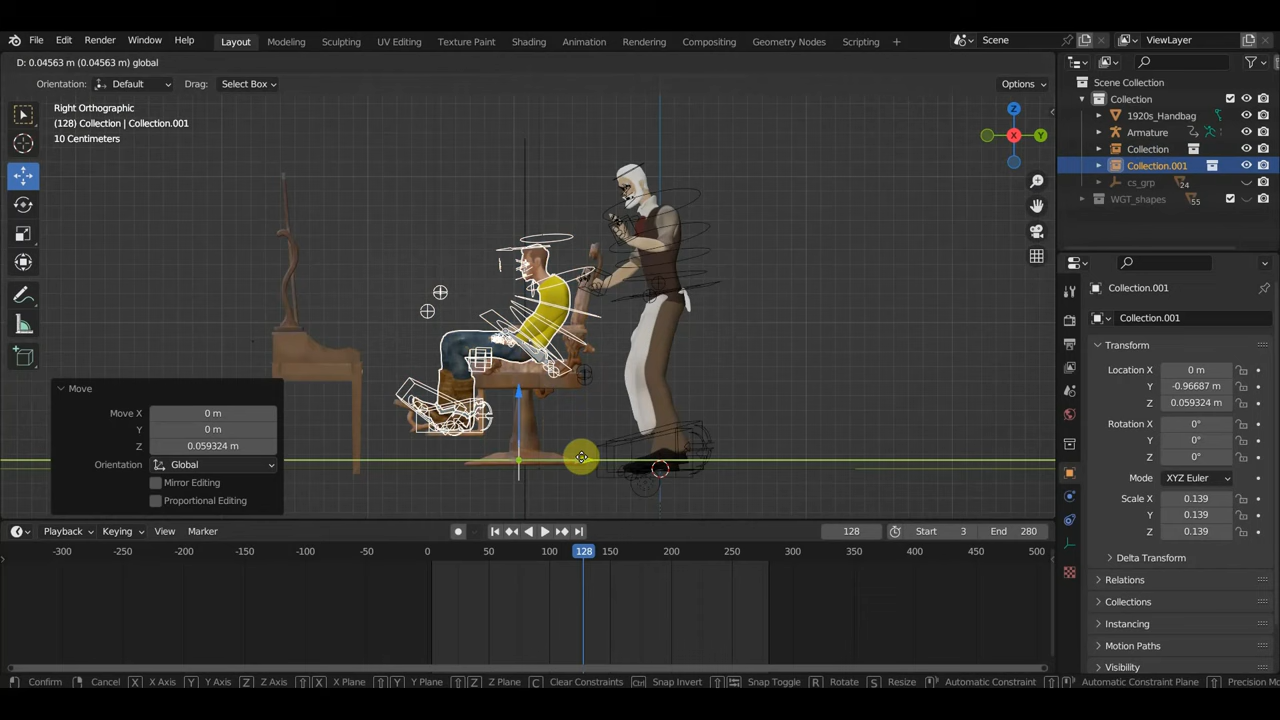 File Edit Render Window Help Layout Modeling Sculpting UV Editing Texture Paint Shading Animation Rendering Compositing Geometry Nodes Scripting + Scene ViewLayer
D: 0.04563 m (0.04563 m) global
Orientation: Default Drag: Select Box Options
Right Orthographic
(128) Collection | Collection.001
10 Centimeters
Z
Y
X
Scene Collection
Collection
1920s_Handbag
Armature
Collection
Collection.001
cs_grp 24
WGT_shapes 55
Collection.001
Collection.001
Transform
Location X 0 m
Y -0.96687 m
Z 0.059324 m
Rotation X 0°
Y 0°
Z 0°
Mode XYZ Euler
Scale X 0.139
Y 0.139
Z 0.139
Delta Transform
Relations
Collections
Instancing
Motion Paths
Visibility
Move
Move X 0 m
Y 0 m
Z 0.059324 m
Orientation Global
Mirror Editing
Proportional Editing
Playback Keying View Marker 128 Start 3 End 280
-300 -250 -200 -150 -100 -50 0 50 100 128 150 200 250 300 350 400 450 500
Confirm Cancel X X Axis Y Y Axis Z Z Axis X X Plane Y Y Plane Z Z Plane C Clear Constraints Ctrl Snap Invert Snap Toggle R Rotate S Resize Automatic Constraint Automatic Constraint Plane Precision Mo